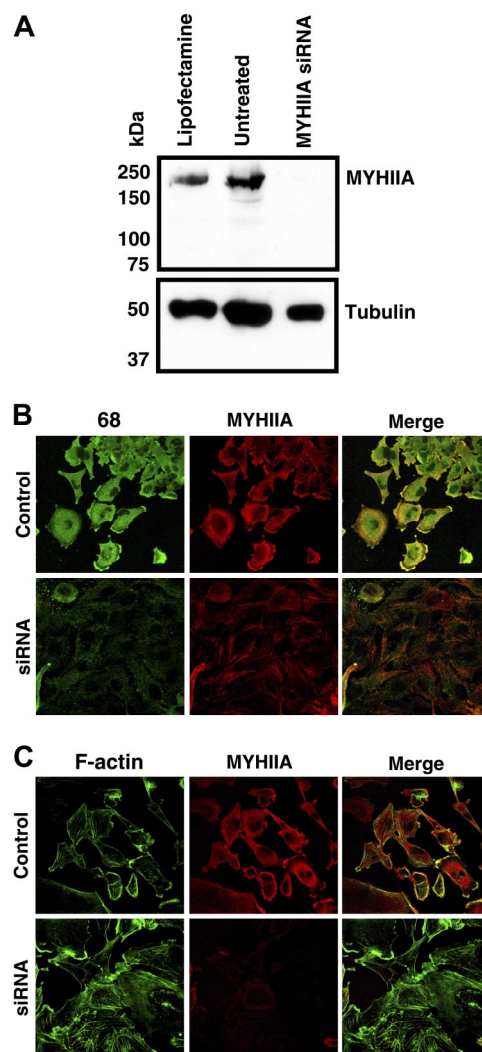 A
kDa
Lipofectamine
Untreated
MYHIIA siRNA
250
150
100
75
MYHIIA
50
37
Tubulin
B
68
MYHIIA
Merge
Control
siRNA
C
F-actin
MYHIIA
Merge
Control
siRNA